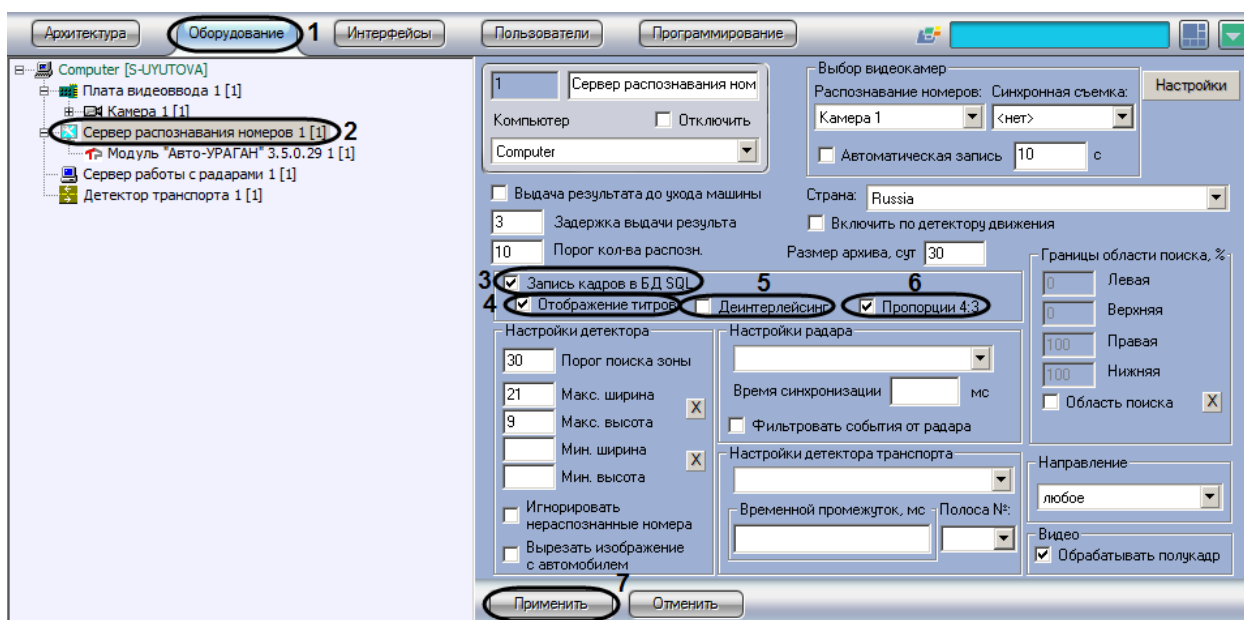 Архитектура Оборудование 1 Интерфейсы Пользователи Программирование
Computer [S-UYUTOVA]
Плата видеоввода 1 [1]
Камера 1 [1]
Сервер распознавания номеров 1 [1] 2
Модуль "Авто-УРАГАН" 3.5.0.29 1 [1]
Сервер работы с радарами 1 [1]
Детектор транспорта 1 [1]
1 Сервер распознавания ном
Компьютер Отключить
Computer
Выбор видеокамер
Распознавание номеров: Синхронная съемка:
Камера 1 <нет>
Автоматическая запись 10 с
Настройки
Выдача результата до ухода машины
3 Задержка выдачи результа
10 Порог кол-ва распозн.
Страна: Russia
Включить по детектору движения
Размер архива, сут 30
3 Запись кадров в БД SQL 5 6
4 Отображение титров Деинтерлейсинг Пропорции 4:3
Границы области поиска, %
0 Левая
0 Верхняя
100 Правая
100 Нижняя
Область поиска X
Настройки детектора
30 Порог поиска зоны
21 Макс. ширина
X
9 Макс. высота
Мин. ширина
X
Мин. высота
Игнорировать
нераспознанные номера
Вырезать изображение
с автомобилем
Настройки радара
Время синхронизации мс
Фильтровать события от радара
Настройки детектора транспорта
Временной промежуток, мс Полоса №:
Направление
любое
Видео
Обрабатывать полукадр
7
Применить Отменить